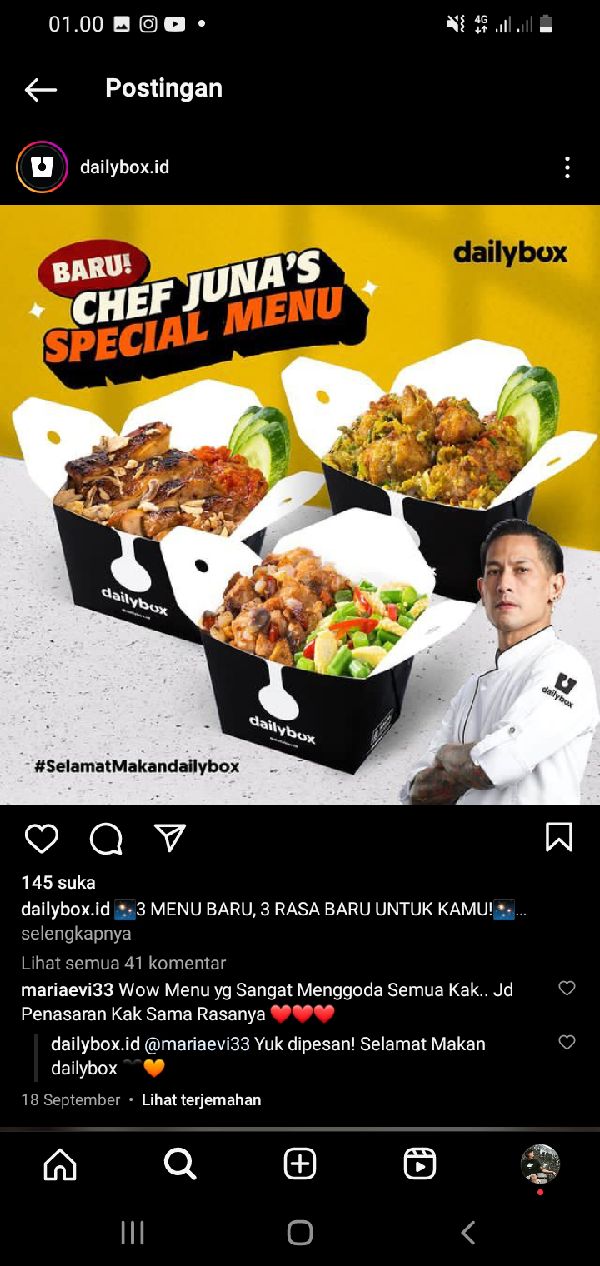 01.00
4G
Postingan
dailybox.id
BARU!
CHEF JUNA'S
SPECIAL MENU
dailybox
dailybox
dailybox
dailybox
#SelamatMakandailybox
145 suka
dailybox.id 🎇3 MENU BARU, 3 RASA BARU UNTUK KAMU!🎇...
selengkapnya
Lihat semua 41 komentar
mariaevi33 Wow Menu yg Sangat Menggoda Semua Kak.. Jd
Penasaran Kak Sama Rasanya ❤️❤️❤️
dailybox.id @mariaevi33 Yuk dipesan! Selamat Makan
dailybox 🖤🧡
18 September • Lihat terjemahan